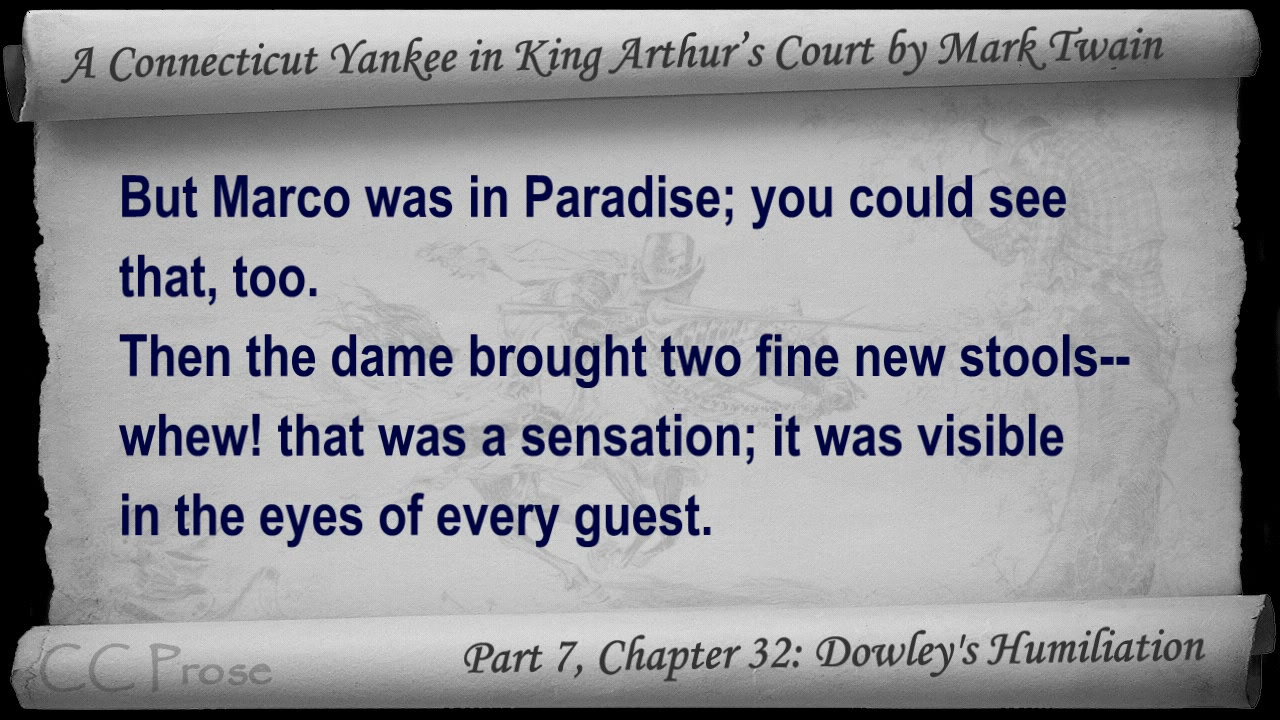 A Connecticut Yankee in King Arthur’s Court by Mark Twain
But Marco was in Paradise; you could see
that, too.
Then the dame brought two fine new stools--
whew! that was a sensation; it was visible
in the eyes of every guest.
CC Prose
Part 7, Chapter 32: Dowley's Humiliation